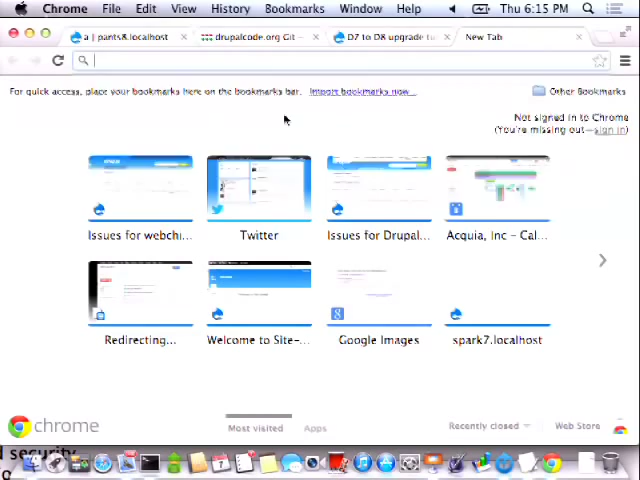 Chrome File Edit View History Bookmarks Window Help Thu 6:15 PM
a | pants8.localhost drupalcode.org Git – D7 to D8 upgrade tu New Tab
For quick access, place your bookmarks here on the bookmarks bar. Import bookmarks now... Other Bookmarks
Not signed in to Chrome
(You're missing out—sign in)
Issues for webchi... Twitter Issues for Drupal... Acquia, Inc – Cal...
Redirecting... Welcome to Site-... Google Images spark7.localhost
chrome Most visited Apps Recently closed Web Store
security